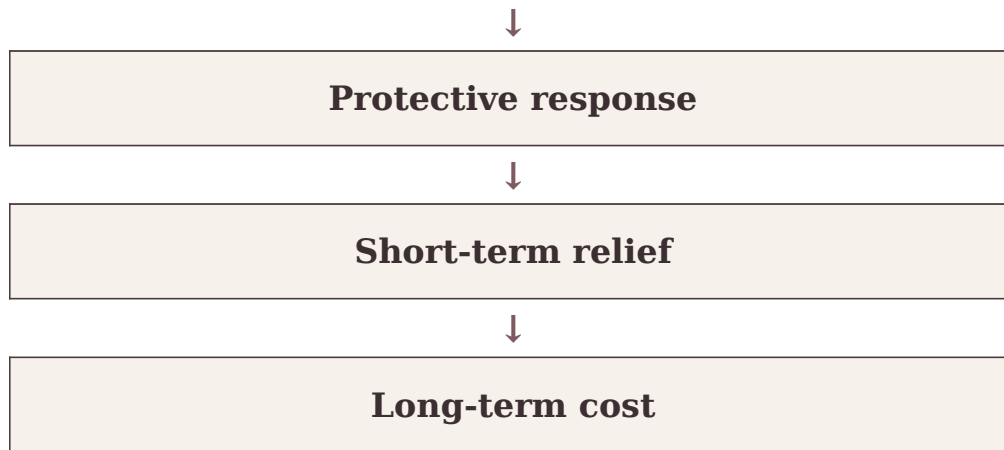 ↓
Protective response
↓
Short-term relief
↓
Long-term cost